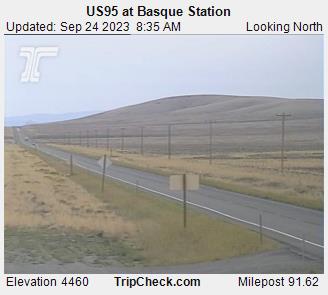 US95 at Basque Station
Updated: Sep 24 2023 8:35 AM Looking North
Elevation 4460 TripCheck.com Milepost 91.62